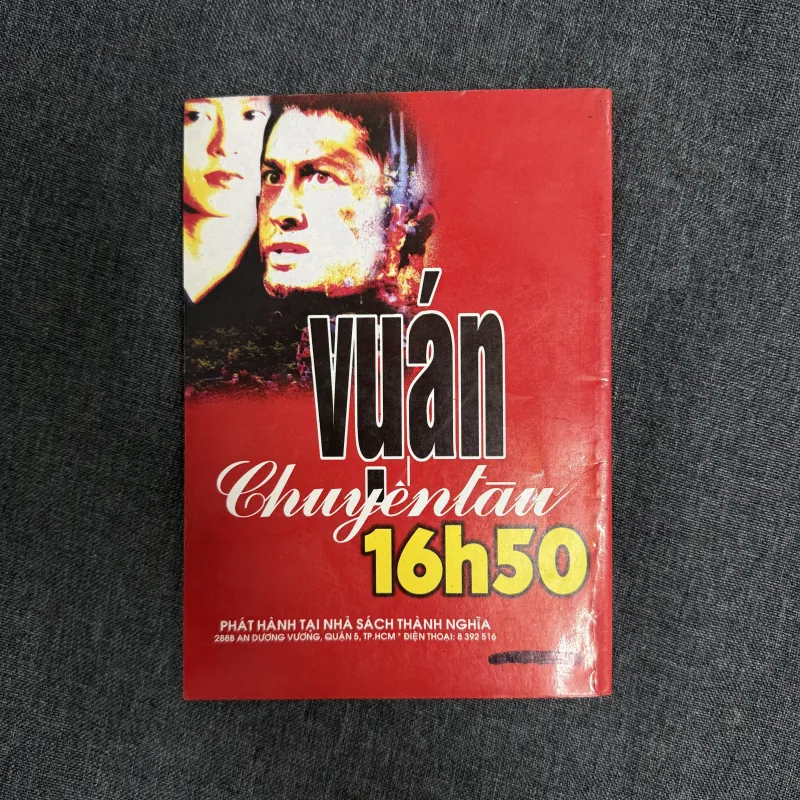 vụ án
Chuyến tàu
16h50
PHÁT HÀNH TẠI NHÀ SÁCH THÀNH NGHĨA
288B AN DƯƠNG VƯƠNG, QUẬN 5, TP.HCM * ĐIỆN THOẠI: 8 392 516